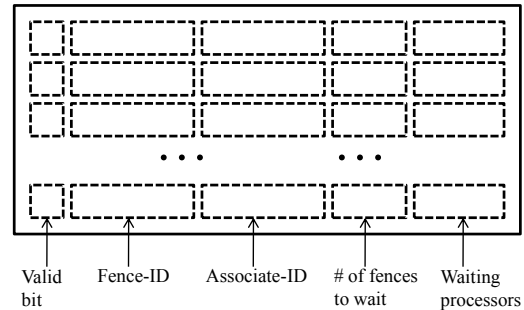 Valid bit
Fence-ID
Associate-ID
# of fences to wait
Waiting processors